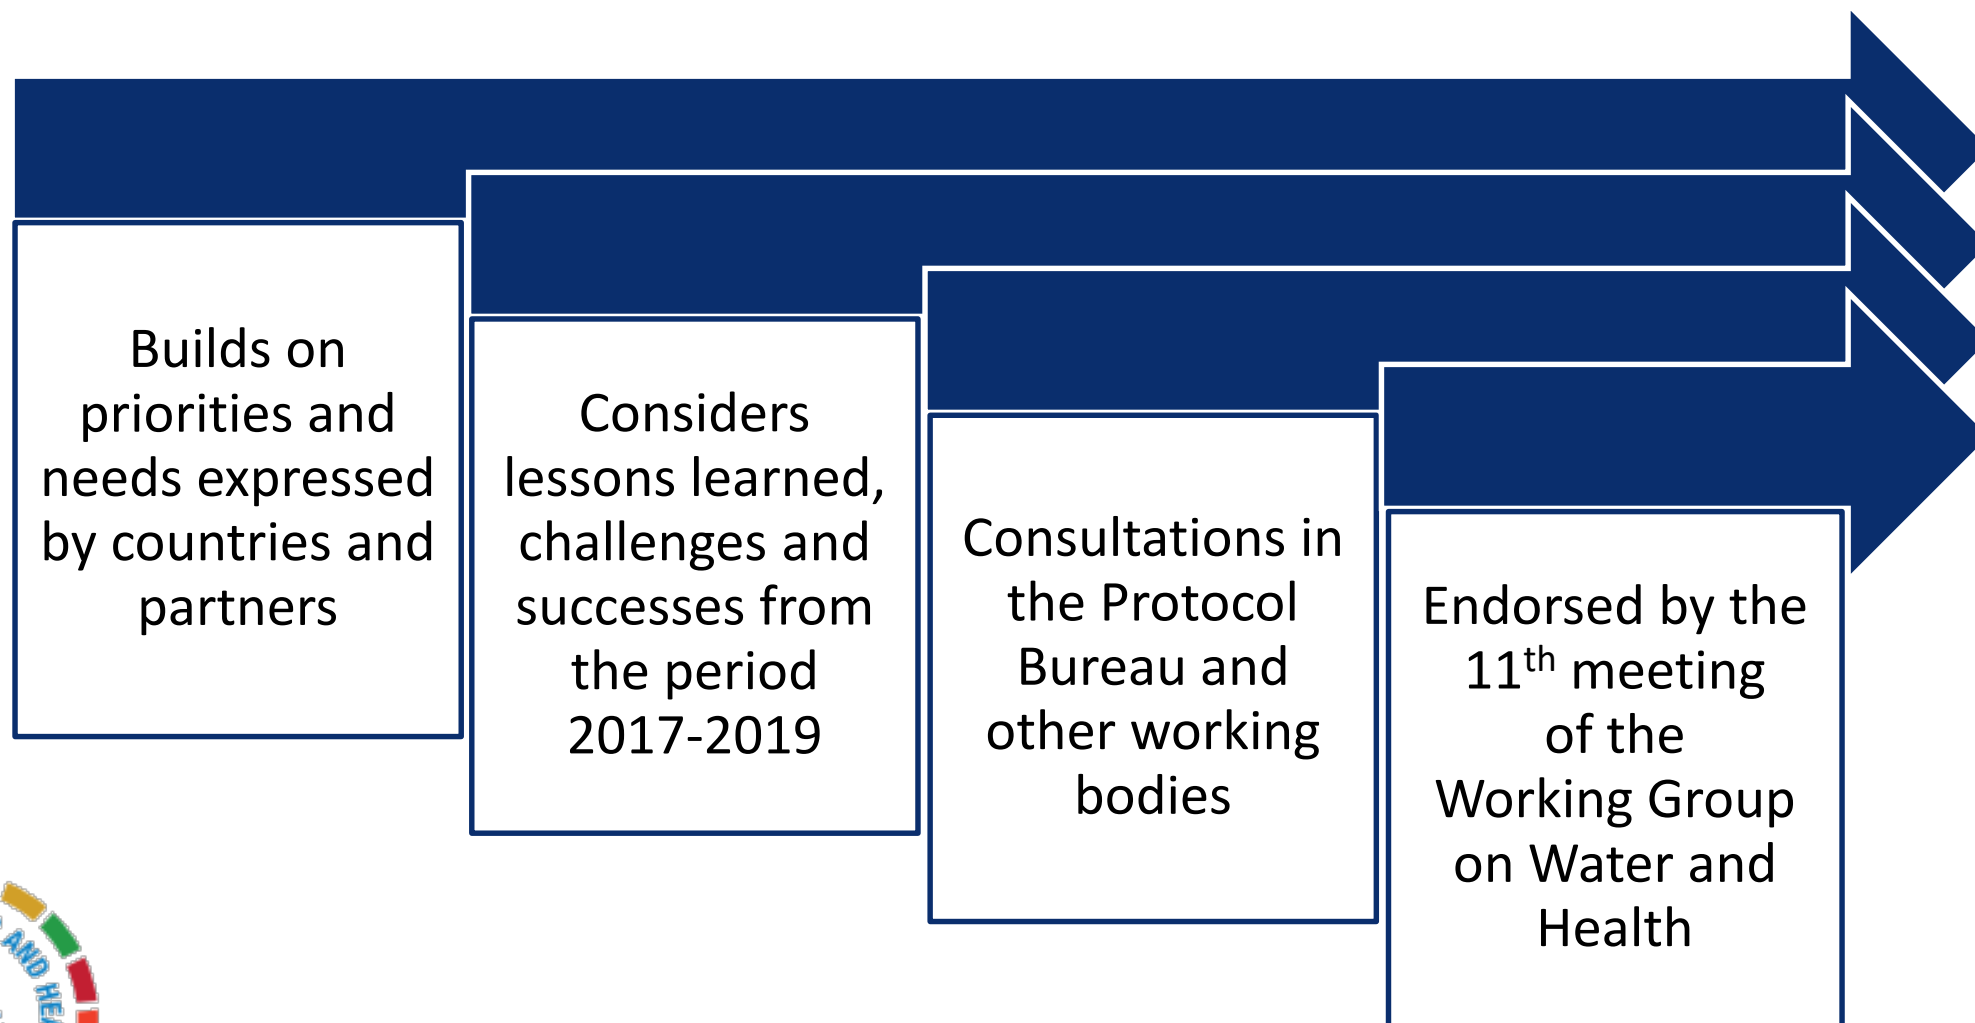 Builds on
priorities and
needs expressed
by countries and
partners
Considers
lessons learned,
challenges and
successes from
the period
2017-2019
Consultations in
the Protocol
Bureau and
other working
bodies
Endorsed by the
11th meeting
of the
Working Group
on Water and
Health
AND